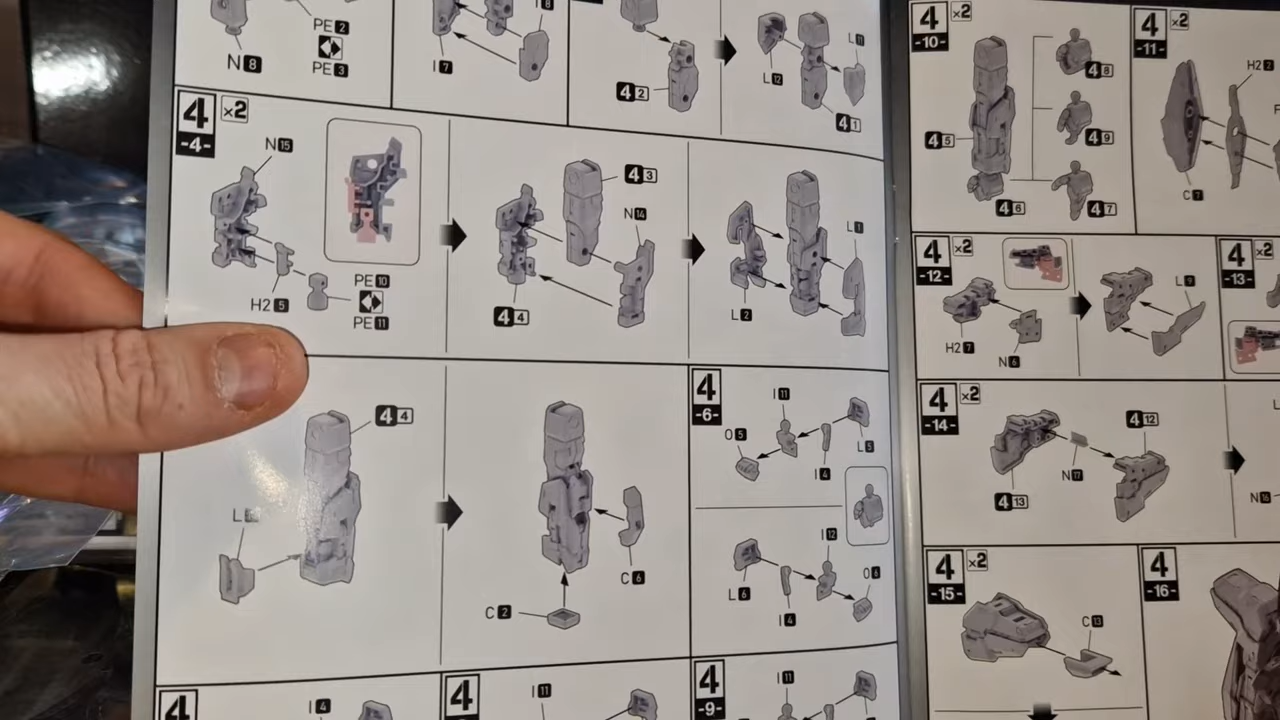 PE 2
N 8
PE 3
I 7
I 8
4 2
L 12
L 11
4 1
4 ×2
-4-
N 15
H2 5
PE 10
PE 11
4 3
N 14
4 4
L 1
L 2
4 4
L
C 2
C 6
4
-6-
I 11
O 5
I 4
L 5
I 12
L 6
I 4
O 6
4
I 4
4
I 11
4
-9-
I 11
4 ×2
-10-
4 8
4 5
4 9
4 6
4 7
4 ×2
-11-
H2 2
C 7
4 ×2
-12-
H2 7
N 6
L 9
4 ×2
-13-
4 ×2
-14-
4 12
N 17
4 13
N 16
4 ×2
-15-
C 13
4
-16-